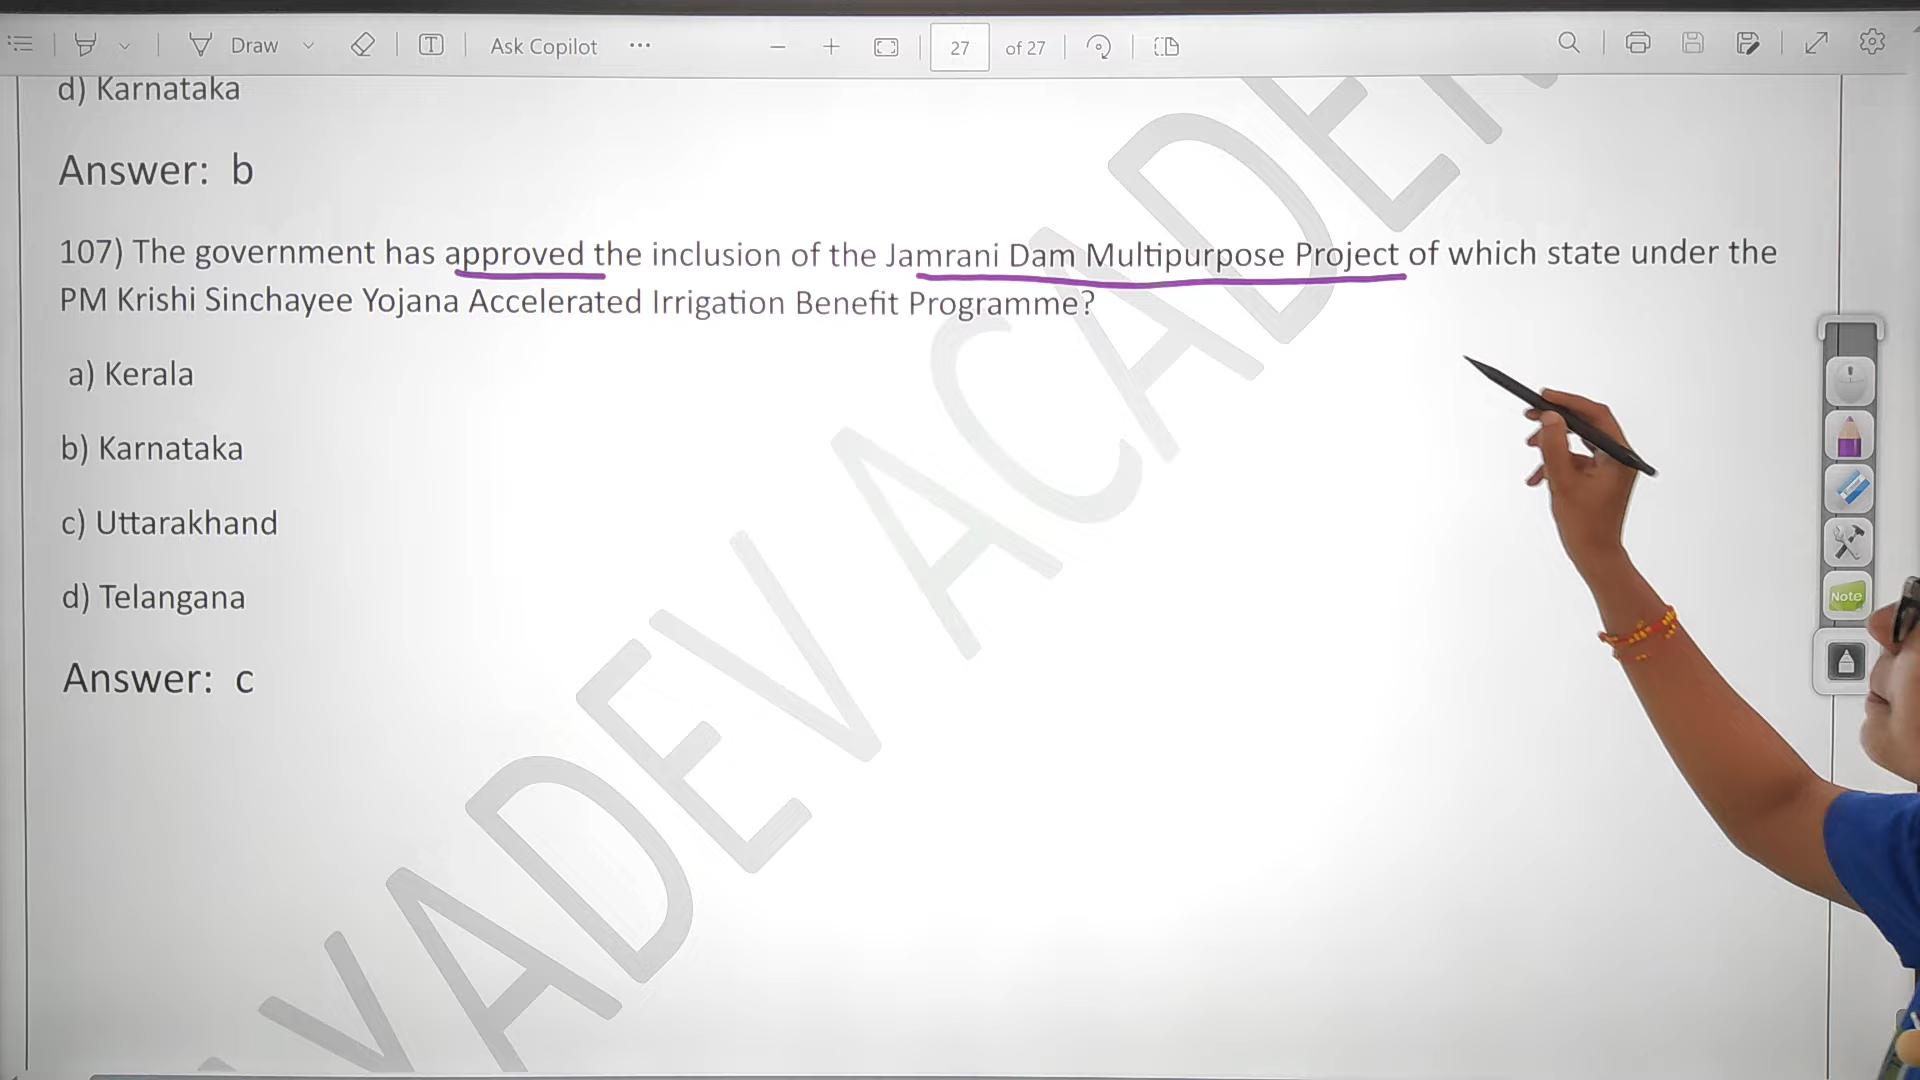 Draw
Ask Copilot
27 of 27
d) Karnataka
Answer: b
107) The government has approved the inclusion of the Jamrani Dam Multipurpose Project of which state under the
PM Krishi Sinchayee Yojana Accelerated Irrigation Benefit Programme?
a) Kerala
b) Karnataka
c) Uttarakhand
d) Telangana
Answer: c
Note
YADEV ACADEM